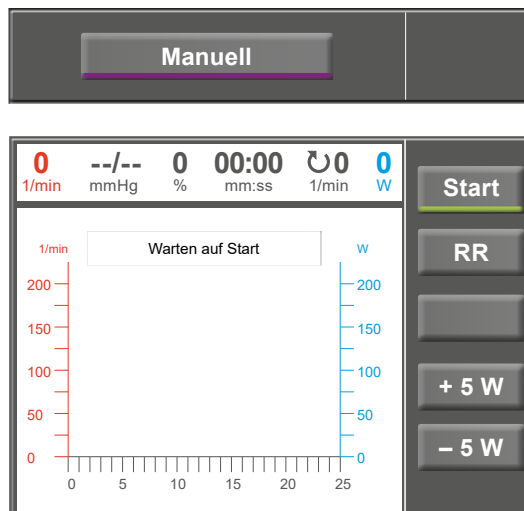 Manuell
0 --/-- 0 00:00 ↻0 0
1/min mmHg % mm:ss 1/min W
Start
RR
+ 5 W
– 5 W
1/min Warten auf Start W
200 200
150 150
100 100
50 50
0 0
0 5 10 15 20 25